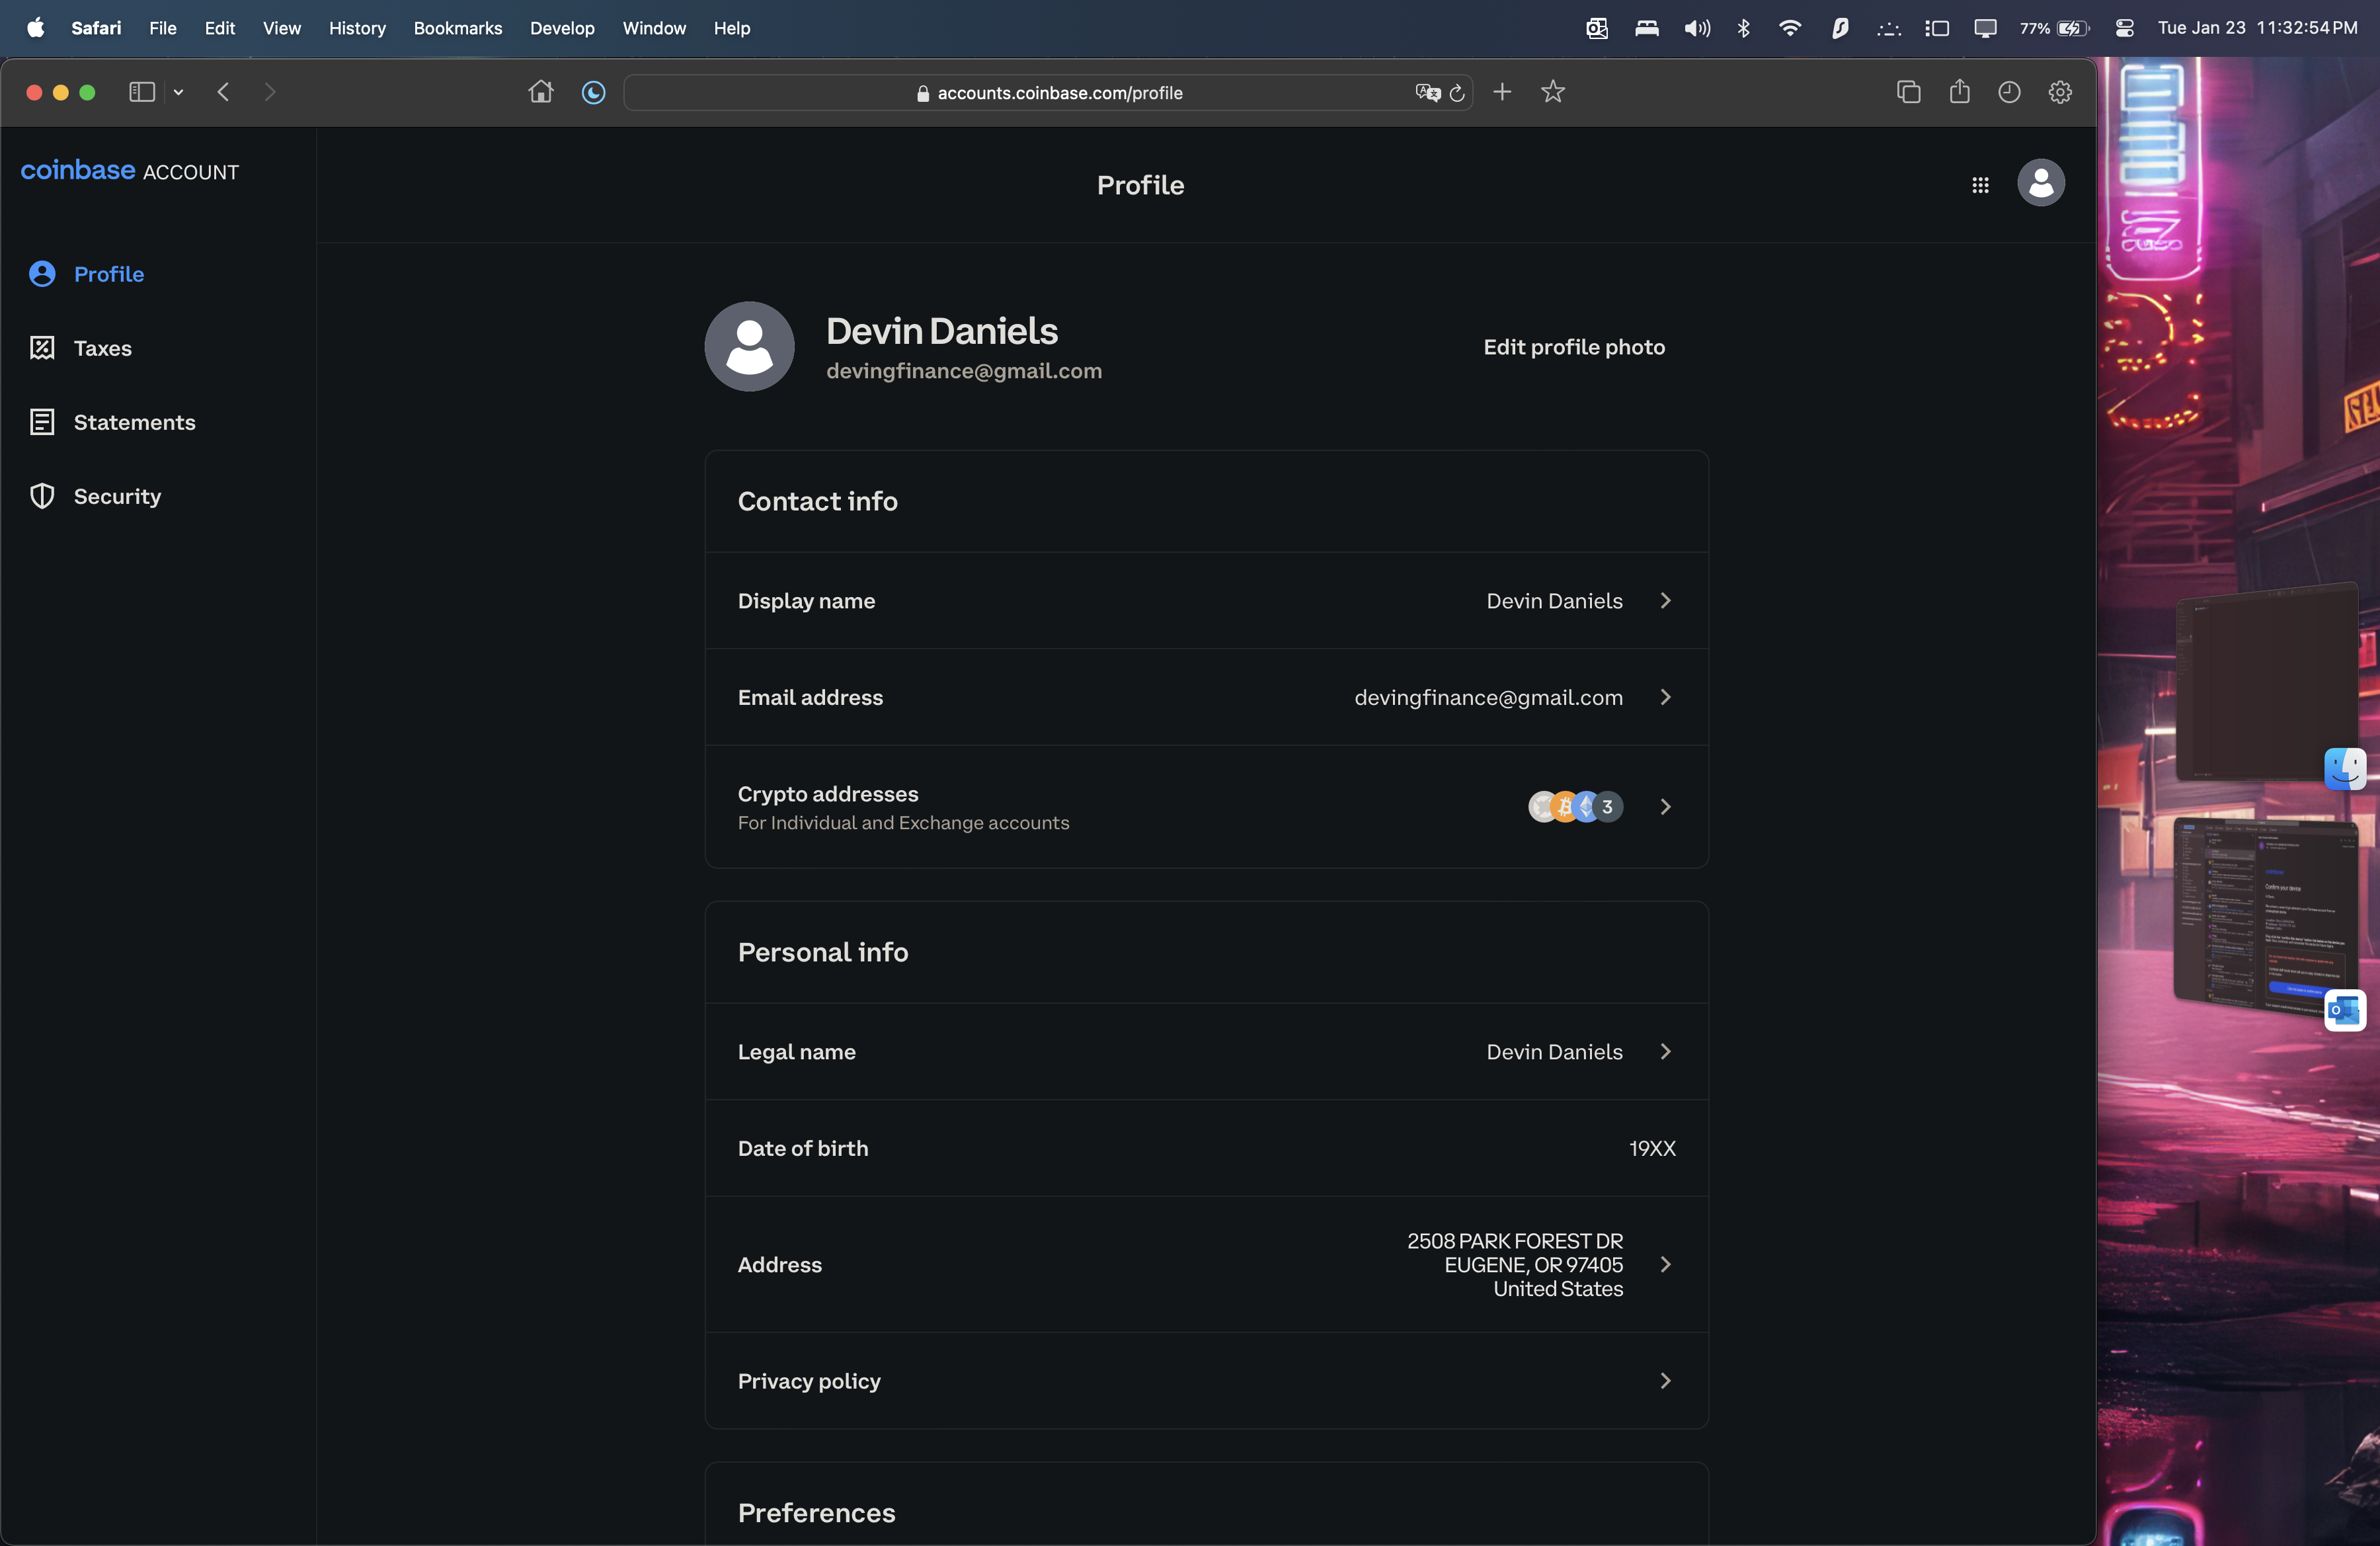 Safari File Edit View History Bookmarks Develop Window Help
77% Tue Jan 23 11:32:54 PM
accounts.coinbase.com/profile
coinbase ACCOUNT
Profile
Profile
Taxes
Statements
Security
Devin Daniels
devingfinance@gmail.com
Edit profile photo
Contact info
Display name Devin Daniels
Email address devingfinance@gmail.com
Crypto addresses
For Individual and Exchange accounts
3
Personal info
Legal name Devin Daniels
Date of birth 19XX
Address
2508 PARK FOREST DR
EUGENE, OR 97405
United States
Privacy policy
Preferences
Confirm your device